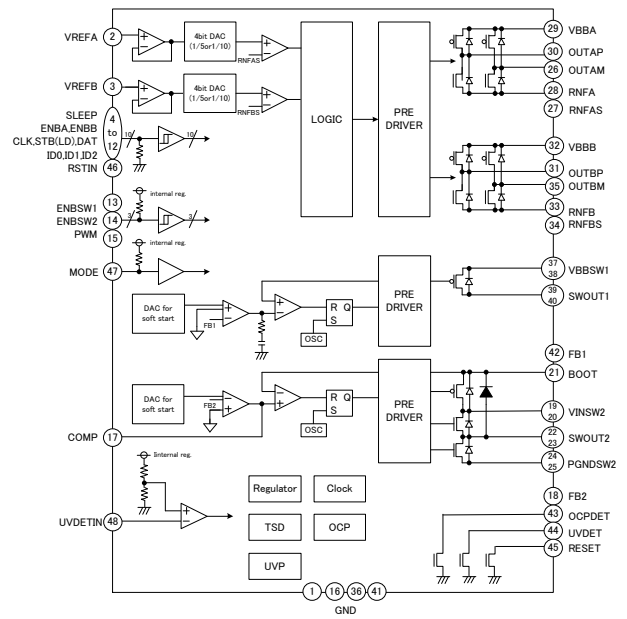 VREFA 2
4bit DAC
(1/5or1/10)
RNFAS
VREFB 3
4bit DAC
(1/5or1/10)
RNFBS
LOGIC
PRE
DRIVER
29 VBBA
30 OUTAP
26 OUTAM
28 RNFA
27 RNFAS
SLEEP
ENBA,ENBB
CLK,STB(LD),DAT
ID0,ID1,ID2
4
to
12
10
10
RSTIN 46
32 VBBB
31 OUTBP
35 OUTBM
33 RNFB
34 RNFBS
internal reg.
13
ENBSW1
ENBSW2 14
3
3
PWM 15
internal reg.
MODE 47
DAC for
soft start
FB1
R Q
S
OSC
PRE
DRIVER
37
38
VBBSW1
39
40
SWOUT1
42 FB1
21 BOOT
DAC for
soft start
FB2
R Q
S
OSC
PRE
DRIVER
COMP 17
19
20
VINSW2
22
23
SWOUT2
24
25
PGNDSW2
Iinternal reg.
UVDETIN 48
Regulator
Clock
TSD
OCP
UVP
18 FB2
43 OCPDET
44 UVDET
45 RESET
1 16 36 41
GND